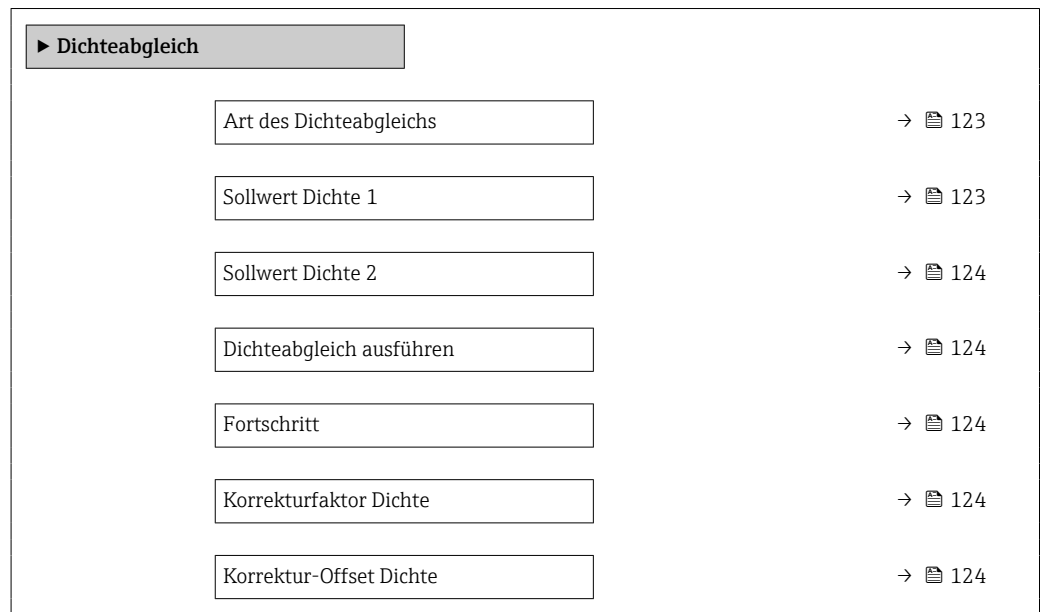 ▶ Dichteabgleich
Art des Dichteabgleichs → 123
Sollwert Dichte 1 → 123
Sollwert Dichte 2 → 124
Dichteabgleich ausführen → 124
Fortschritt → 124
Korrekturfaktor Dichte → 124
Korrektur-Offset Dichte → 124